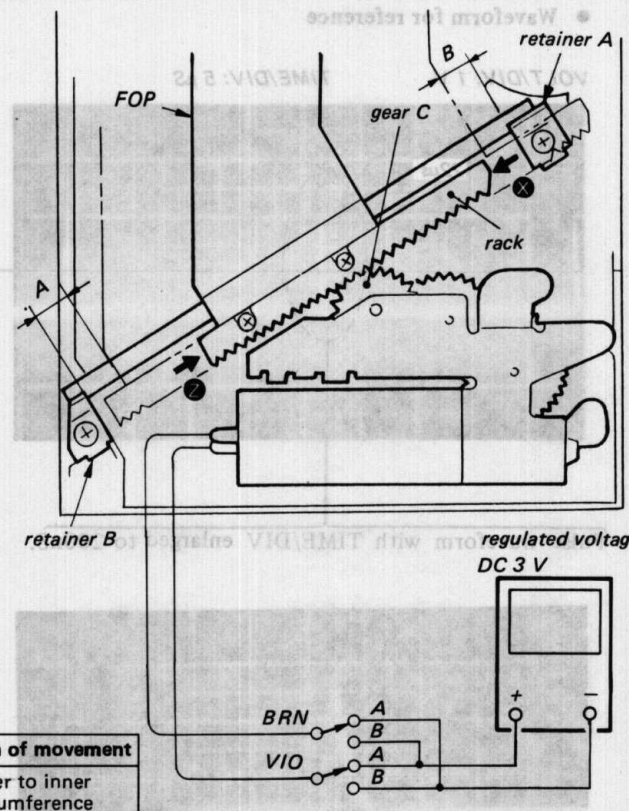 Waveform for reference
VOLT/DIV: 1 TIME/DIV: 5 µS
B
retainer A
FOP
gear C
X
rack
A
Z
retainer B
waveform with TIME/DIV enlarged to
regulated voltag
DC 3 V
+ −
BRN A
B
VIO A
B
n of movement
er to inner
umference